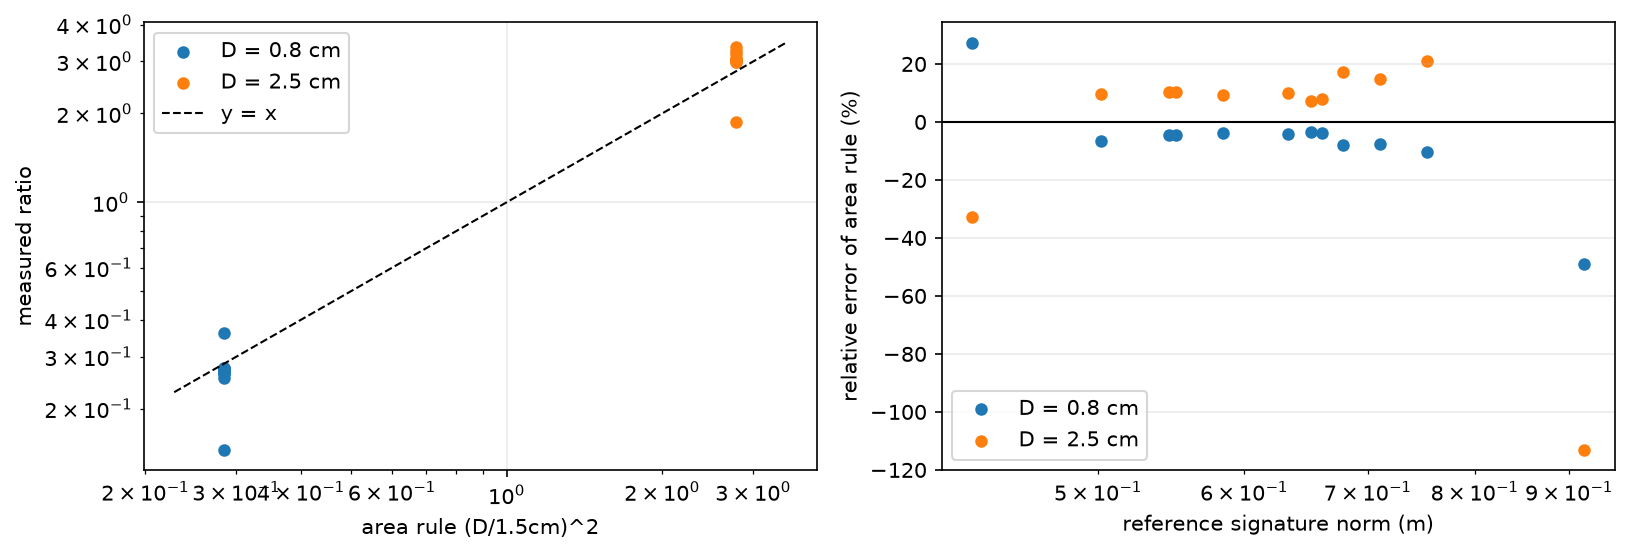 4 × 10⁰
3 × 10⁰
2 × 10⁰
10⁰
6 × 10⁻¹
4 × 10⁻¹
3 × 10⁻¹
2 × 10⁻¹
measured ratio
D = 0.8 cm
D = 2.5 cm
y = x
2 × 10⁻¹ 3 × 10⁻¹ 4 × 10⁻¹ 6 × 10⁻¹ 10⁰ 2 × 10⁰ 3 × 10⁰
area rule (D/1.5cm)^2
20
0
−20
−40
−60
−80
−100
−120
relative error of area rule (%)
D = 0.8 cm
D = 2.5 cm
5 × 10⁻¹ 6 × 10⁻¹ 7 × 10⁻¹ 8 × 10⁻¹ 9 × 10⁻¹
reference signature norm (m)